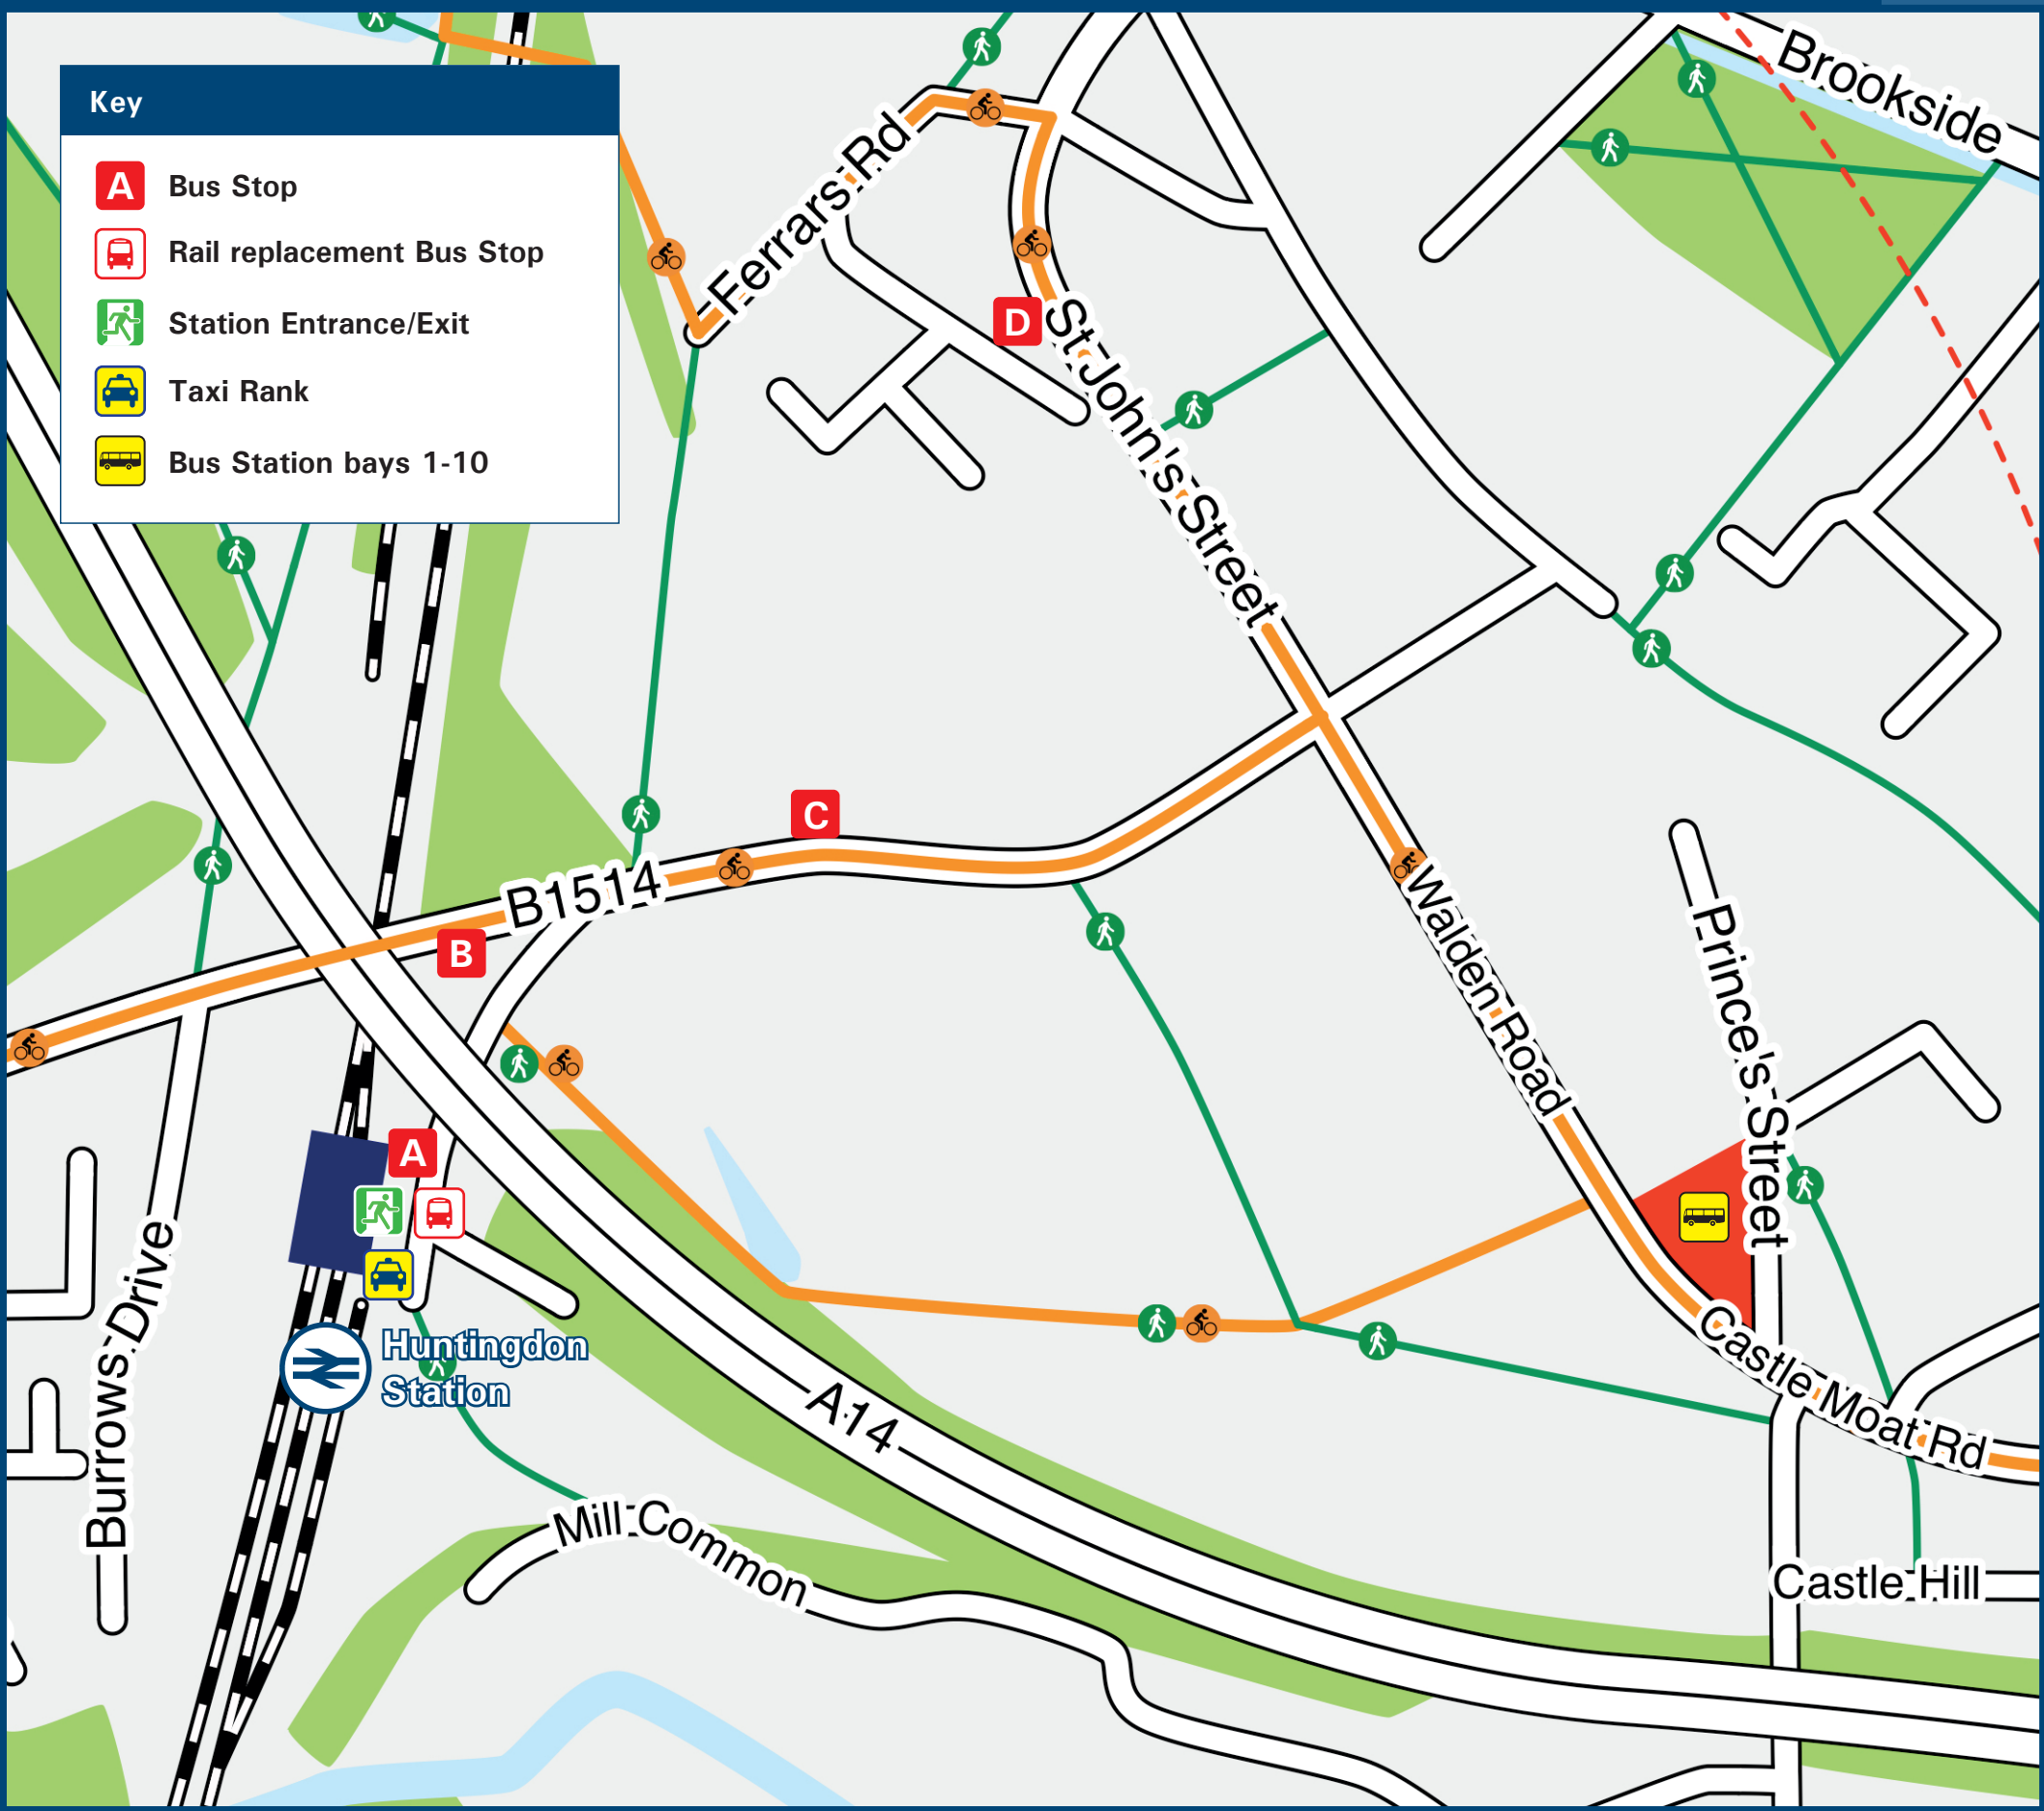 Key
A
Bus Stop
Rail replacement Bus Stop
Station Entrance/Exit
Taxi Rank
Bus Station bays 1-10
Brookside
Ferrars Rd
D
St John's Street
C
B1514
B
Walden Road
Prince's Street
A
Burrows Drive
Huntingdon
Station
Castle Moat Rd
A14
Mill Common
Castle Hill